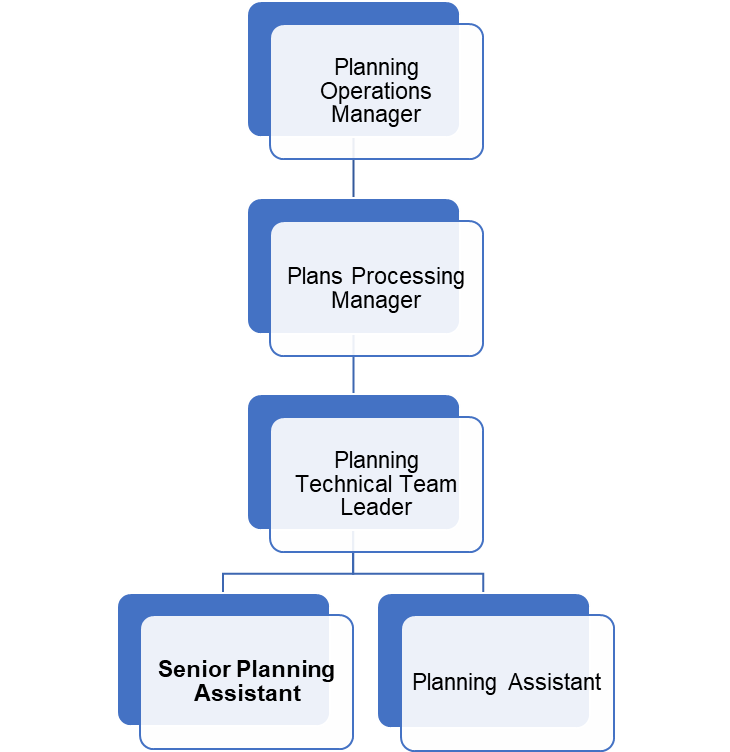 Planning
Operations
Manager
Plans Processing
Manager
Planning
Technical Team
Leader
Senior Planning
Assistant
Planning Assistant